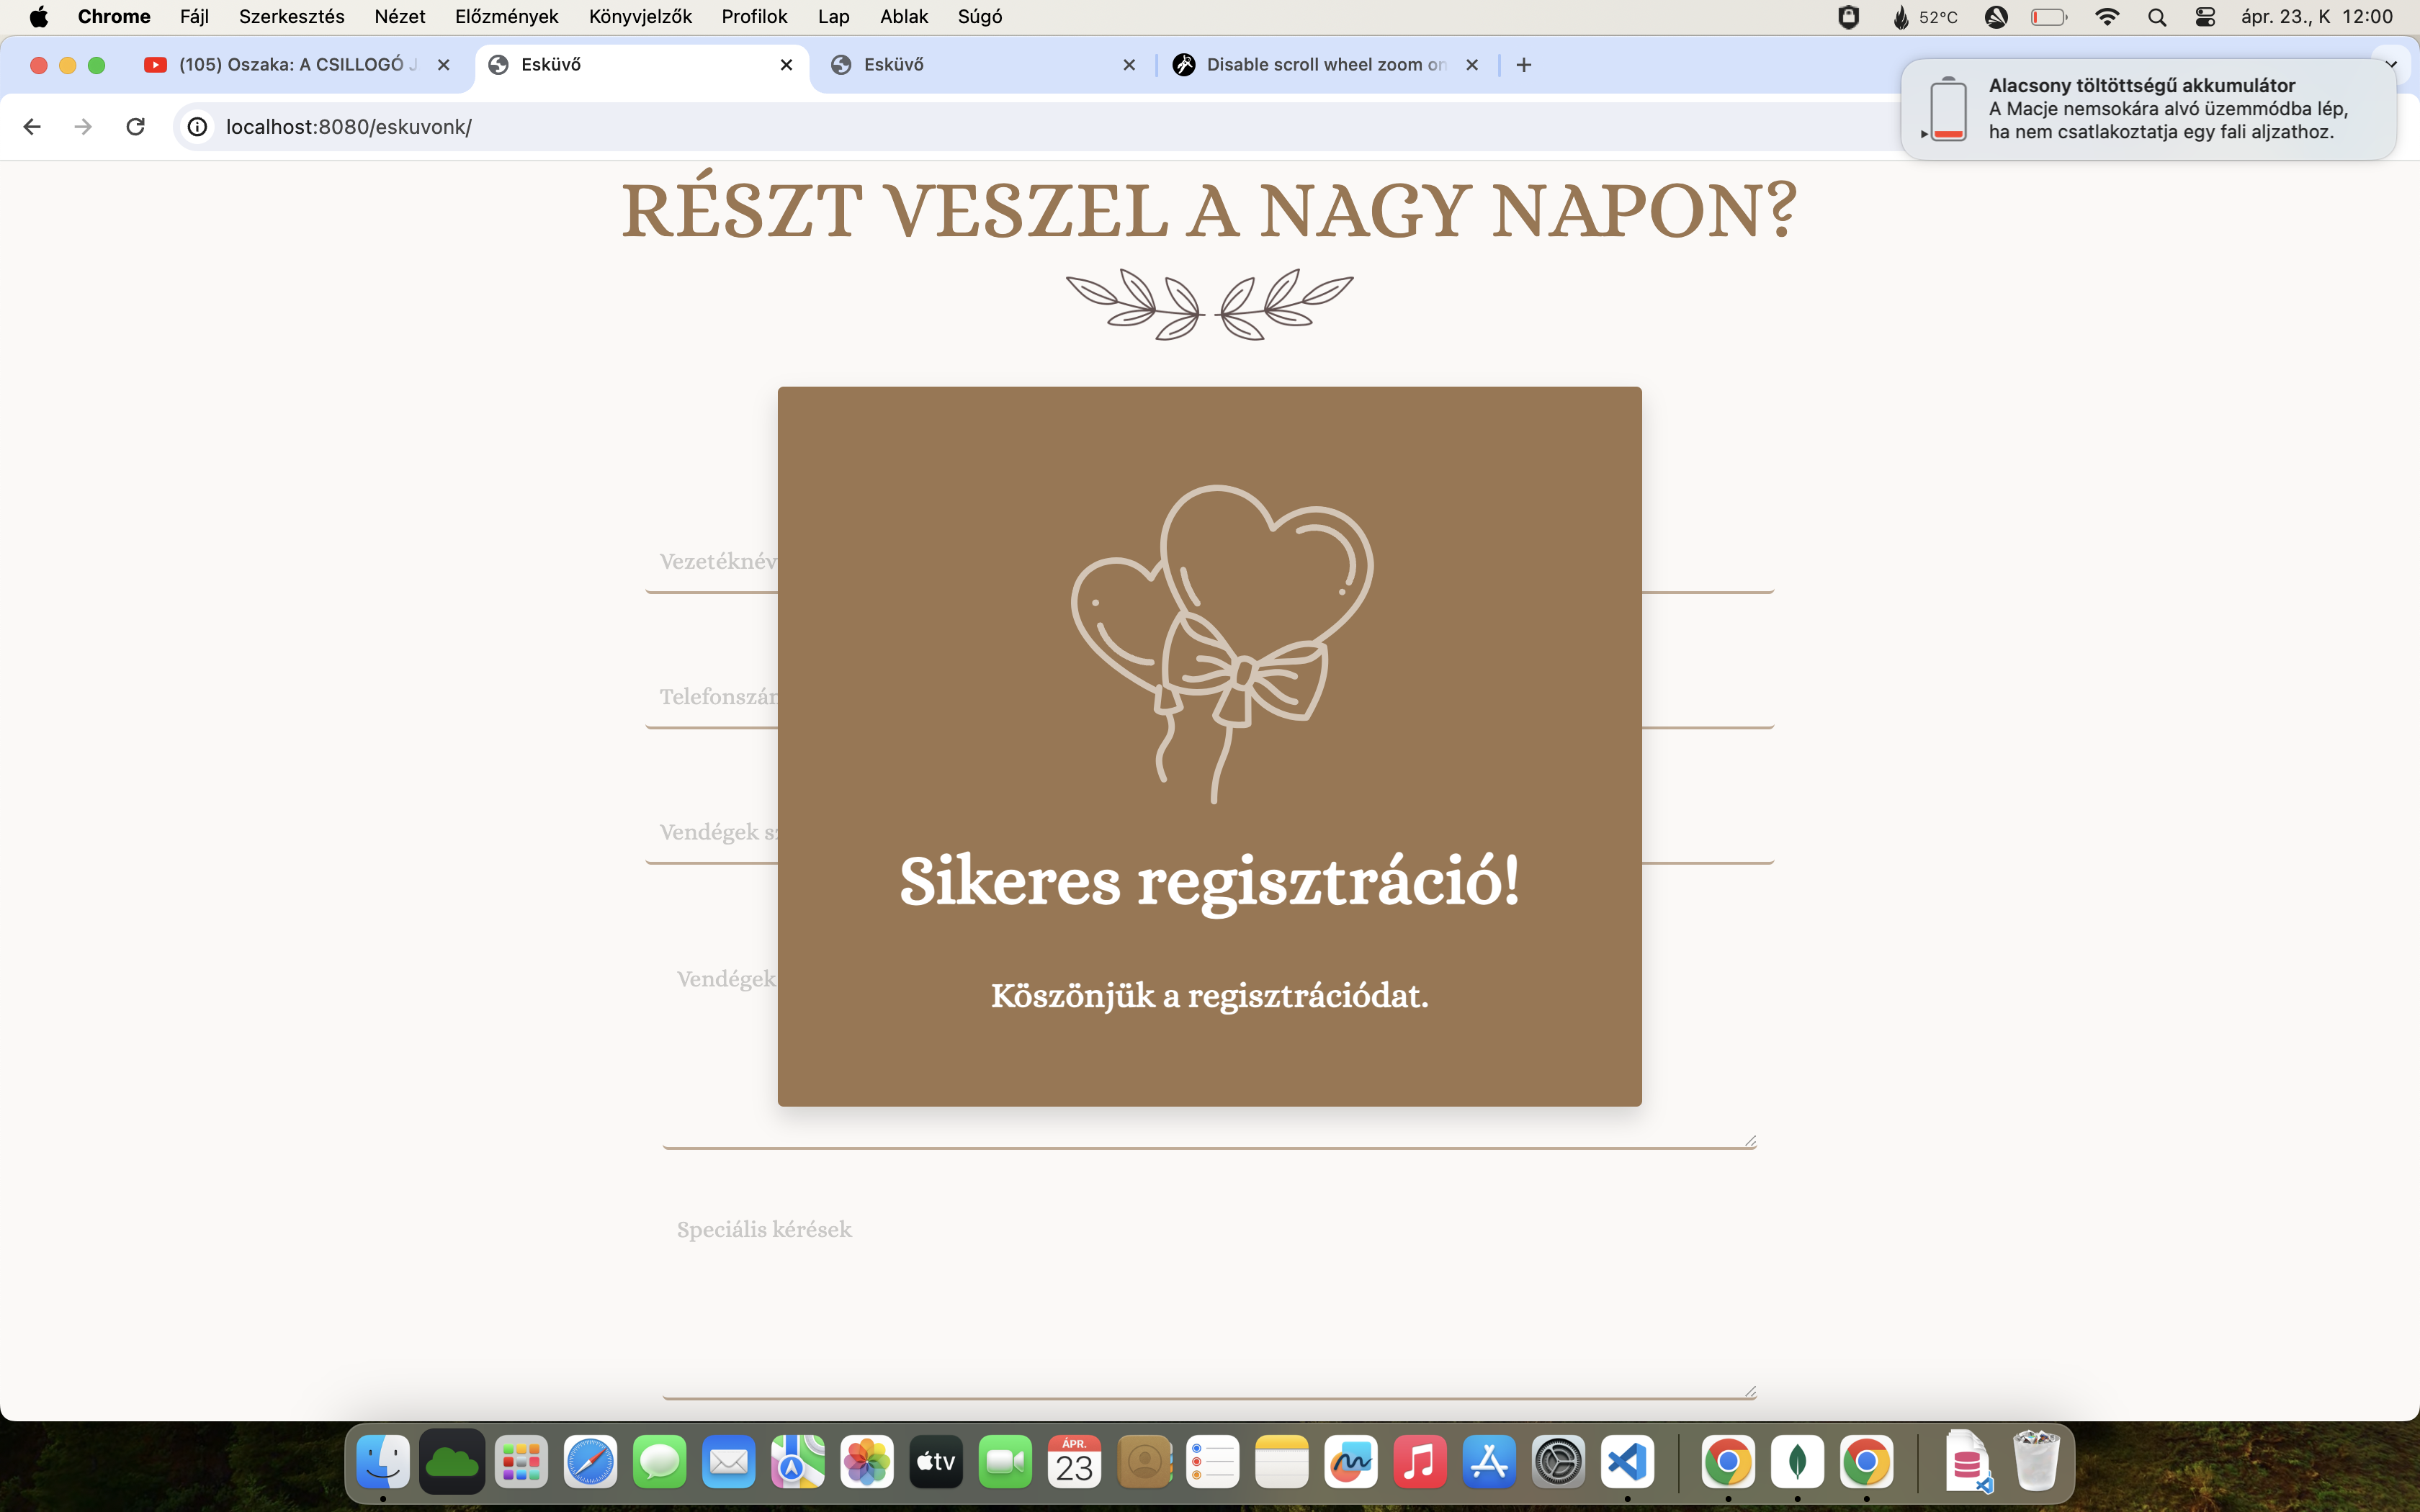 Chrome Fájl Szerkesztés Nézet Előzmények Könyvjelzők Profilok Lap Ablak Súgó 52°C ápr. 23., K 12:00
(105) Oszaka: A CSILLOGÓ J Esküvő Esküvő Disable scroll wheel zoom on
localhost:8080/eskuvonk/
Alacsony töltöttségű akkumulátor
A Macje nemsokára alvó üzemmódba lép,
ha nem csatlakoztatja egy fali aljzathoz.
RÉSZT VESZEL A NAGY NAPON?
Vezetéknév
Telefonszám
Vendégek sz
Sikeres regisztráció!
Vendégek
Köszönjük a regisztrációdat.
Speciális kérések
tv
ÁPR.
23